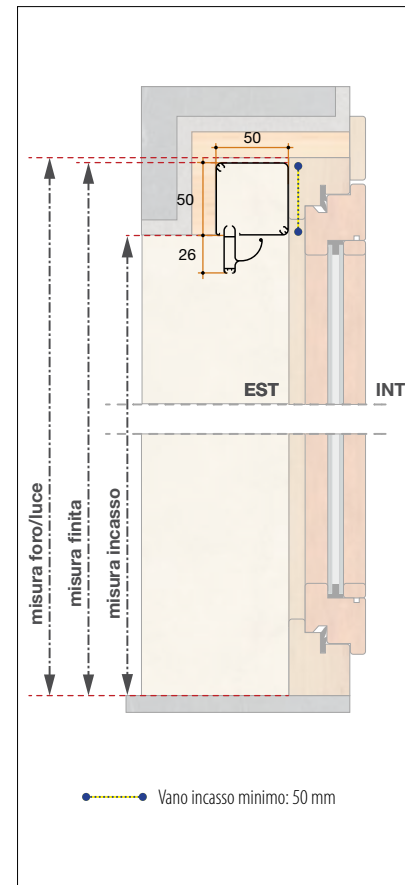 50
50
26
EST
INT
misura foro/luce
misura finita
misura incasso
Vano incasso minimo: 50 mm